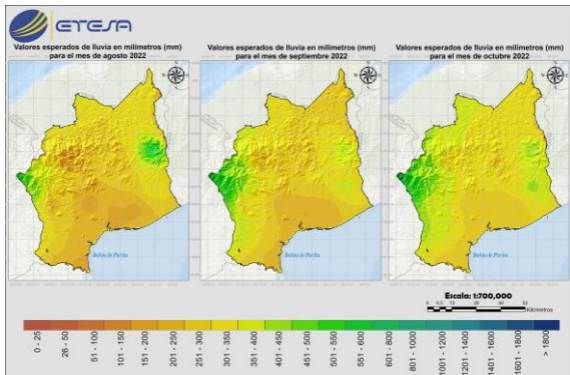 ETESA
Valores esperados de lluvia en milímetros (mm)
para el mes de agosto 2022
Valores esperados de lluvia en milímetros (mm)
para el mes de septiembre 2022
Valores esperados de lluvia en milímetros (mm)
para el mes de octubre 2022
Bahía de Parita
Bahía de Parita
Bahía de Parita
Escala: 1:700,000
Kilómetros
0 - 25
26 - 50
51 - 100
101 - 150
151 - 200
201 - 250
251 - 300
301 - 350
351 - 400
401 - 450
451 - 500
501 - 550
551 - 600
601 - 800
801 - 1000
1001 - 1200
1201 - 1400
1401 - 1600
1601 - 1800
> 1800